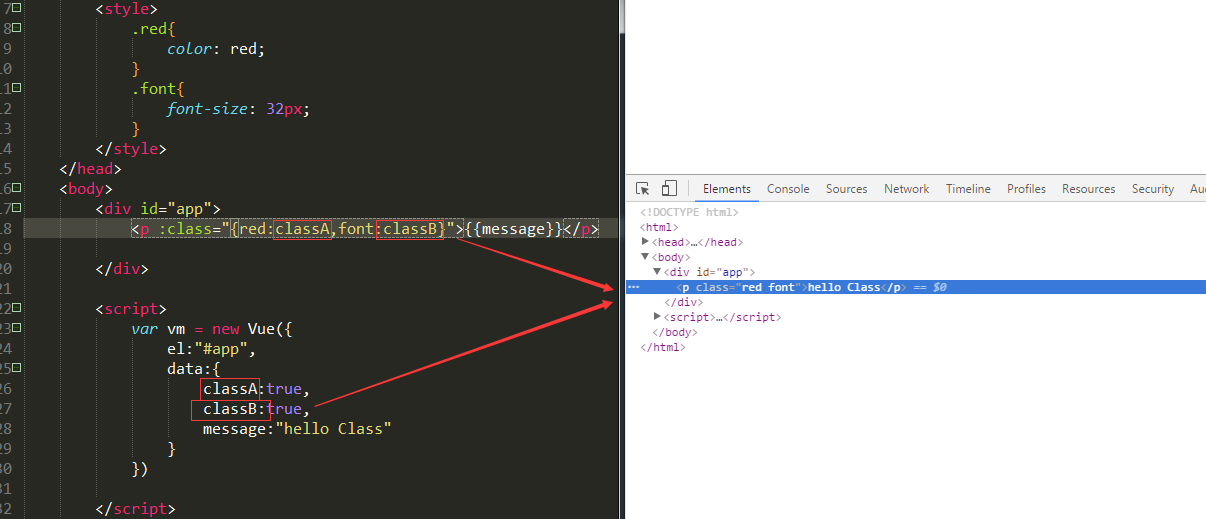 7 <style>
8 .red{
9 color: red;
10 }
11 .font{
12 font-size: 32px;
13 }
14 </style>
15 </head>
16 <body>
17 <div id="app">
18 <p :class="{red:classA,font:classB}">{{message}}</p>
19
20 </div>
21
22 <script>
23 var vm = new Vue({
24 el:"#app",
25 data:{
26 classA:true,
27 classB:true,
28 message:"hello Class"
29 }
30 })
31
32 </script>
Elements Console Sources Network Timeline Profiles Resources Security Au
<!DOCTYPE html>
<html>
<head>…</head>
<body>
<div id="app">
… <p class="red font">hello Class</p> == $0
</div>
<script>…</script>
</body>
</html>